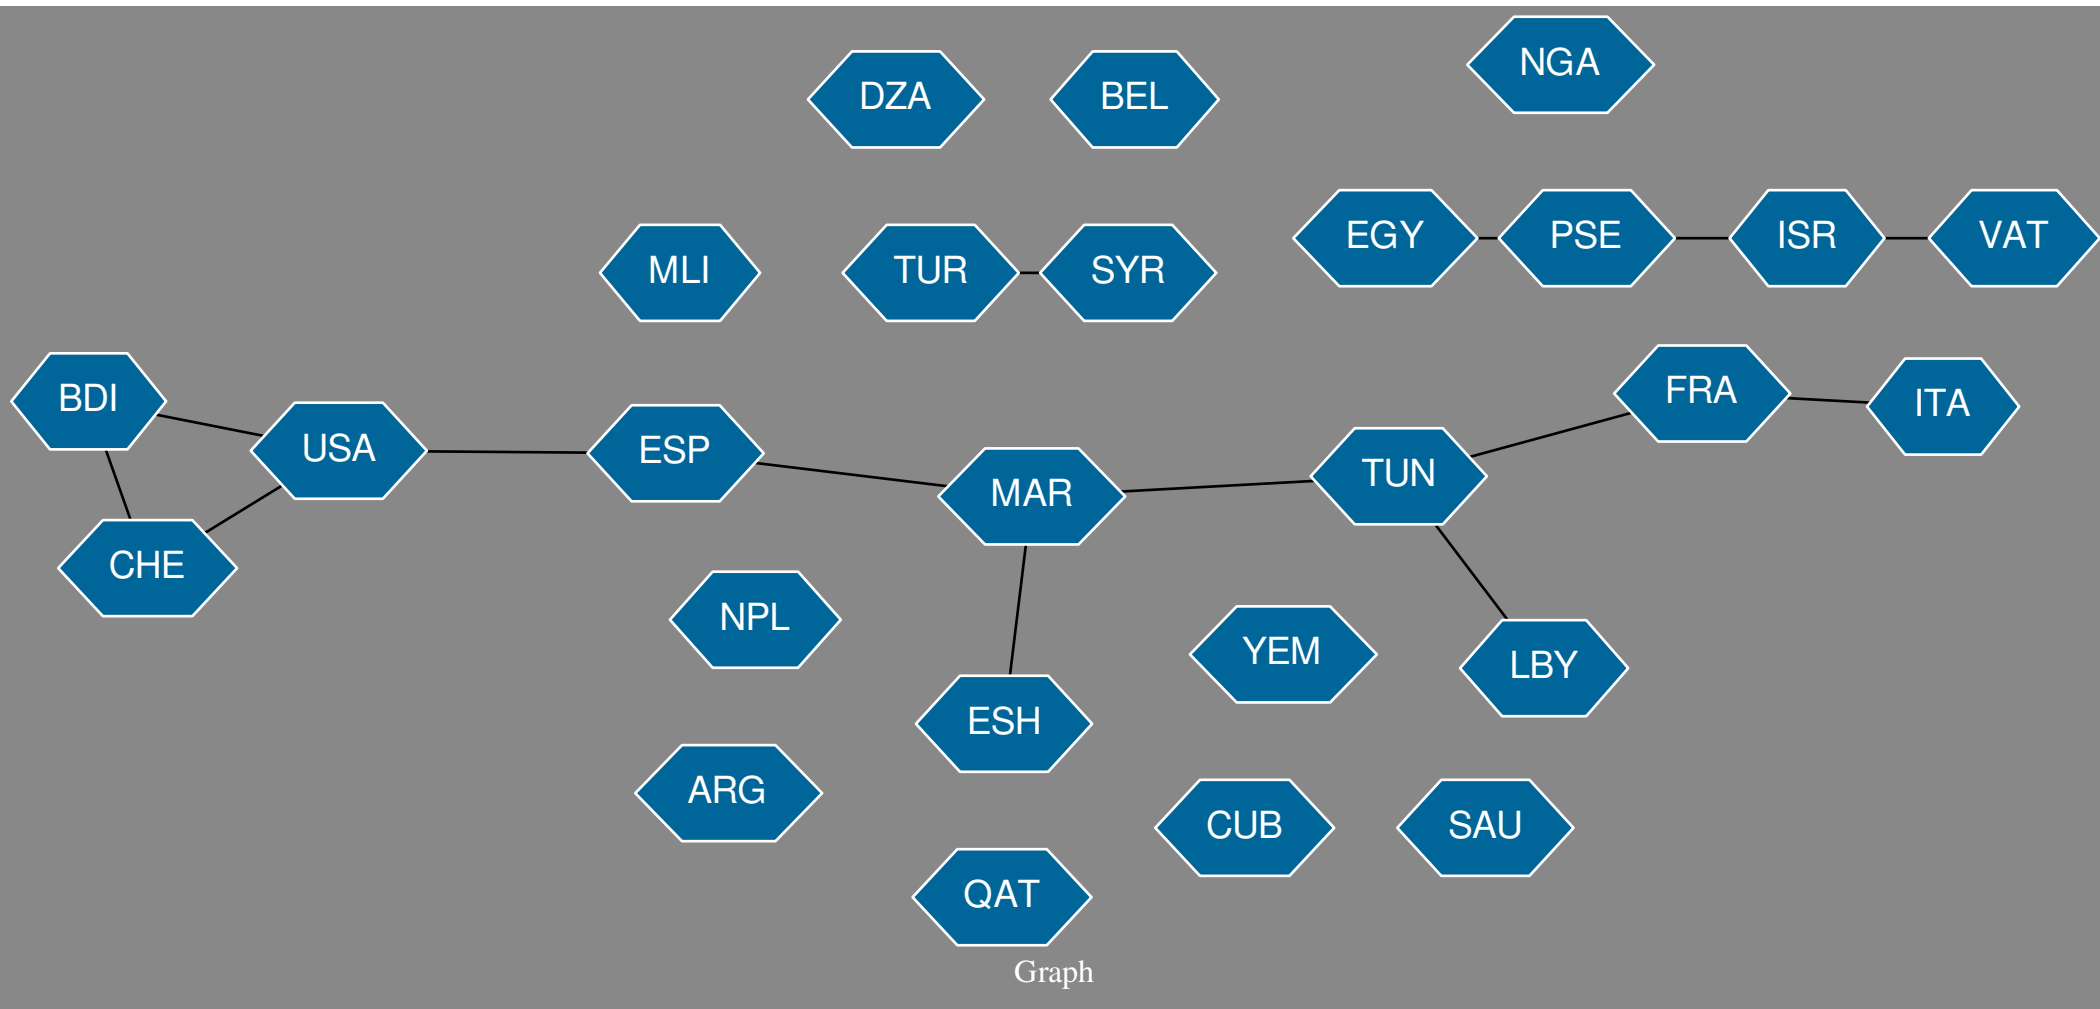 NGA
DZA
BEL
EGY
PSE
ISR
VAT
MLI
TUR
SYR
BDI
FRA
ITA
USA
ESP
TUN
MAR
CHE
NPL
YEM
LBY
ESH
ARG
CUB
SAU
QAT
Graph